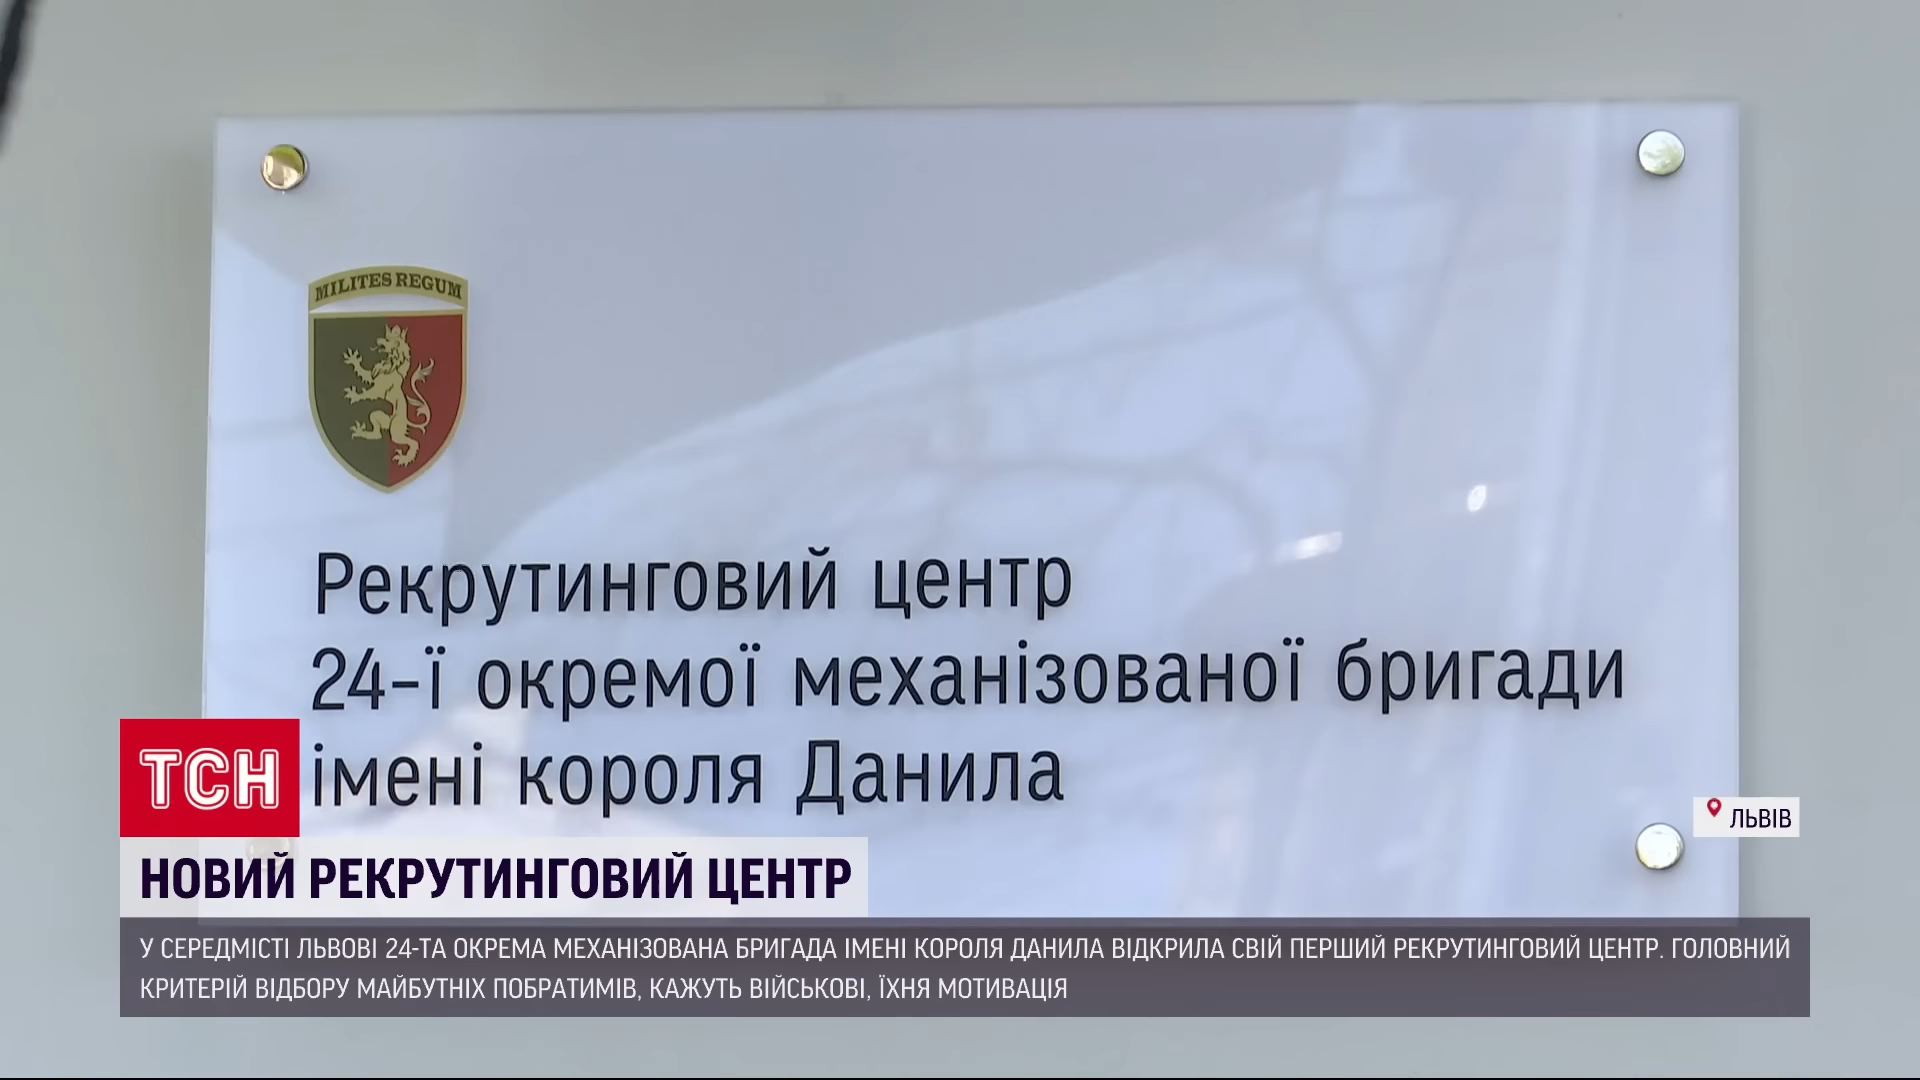 MILITES REGUM
Рекрутинговий центр
24-ї окремої механізованої бригади
імені короля Данила
ТСН
ЛЬВІВ
НОВИЙ РЕКРУТИНГОВИЙ ЦЕНТР
У СЕРЕДМІСТІ ЛЬВОВІ 24-ТА ОКРЕМА МЕХАНІЗОВАНА БРИГАДА ІМЕНІ КОРОЛЯ ДАНИЛА ВІДКРИЛА СВІЙ ПЕРШИЙ РЕКРУТИНГОВИЙ ЦЕНТР. ГОЛОВНИЙ
КРИТЕРІЙ ВІДБОРУ МАЙБУТНІХ ПОБРАТИМІВ, КАЖУТЬ ВІЙСЬКОВІ, ЇХНЯ МОТИВАЦІЯ